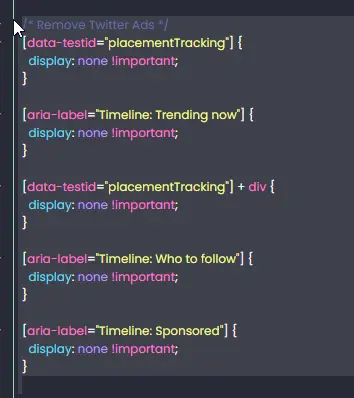 /* Remove Twitter Ads */
[data-testid="placementTracking"] {
  display: none !important;
}

[aria-label="Timeline: Trending now"] {
  display: none !important;
}

[data-testid="placementTracking"] + div {
  display: none !important;
}

[aria-label="Timeline: Who to follow"] {
  display: none !important;
}

[aria-label="Timeline: Sponsored"] {
  display: none !important;
}